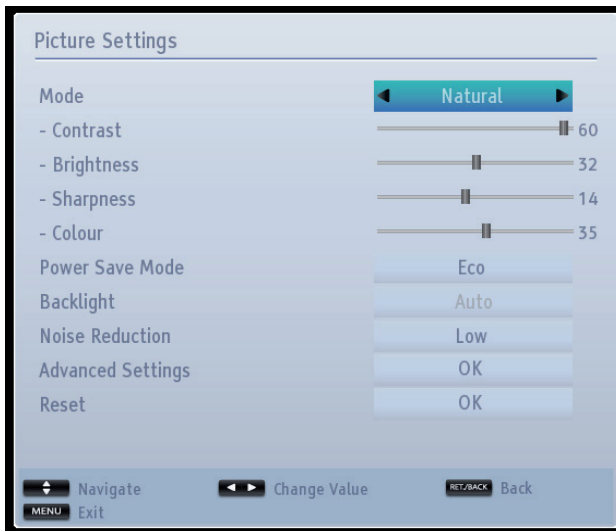 Picture Settings
Mode Natural
- Contrast 60
- Brightness 32
- Sharpness 14
- Colour 35
Power Save Mode Eco
Backlight Auto
Noise Reduction Low
Advanced Settings OK
Reset OK
Navigate Change Value RET./BACK Back
MENU Exit